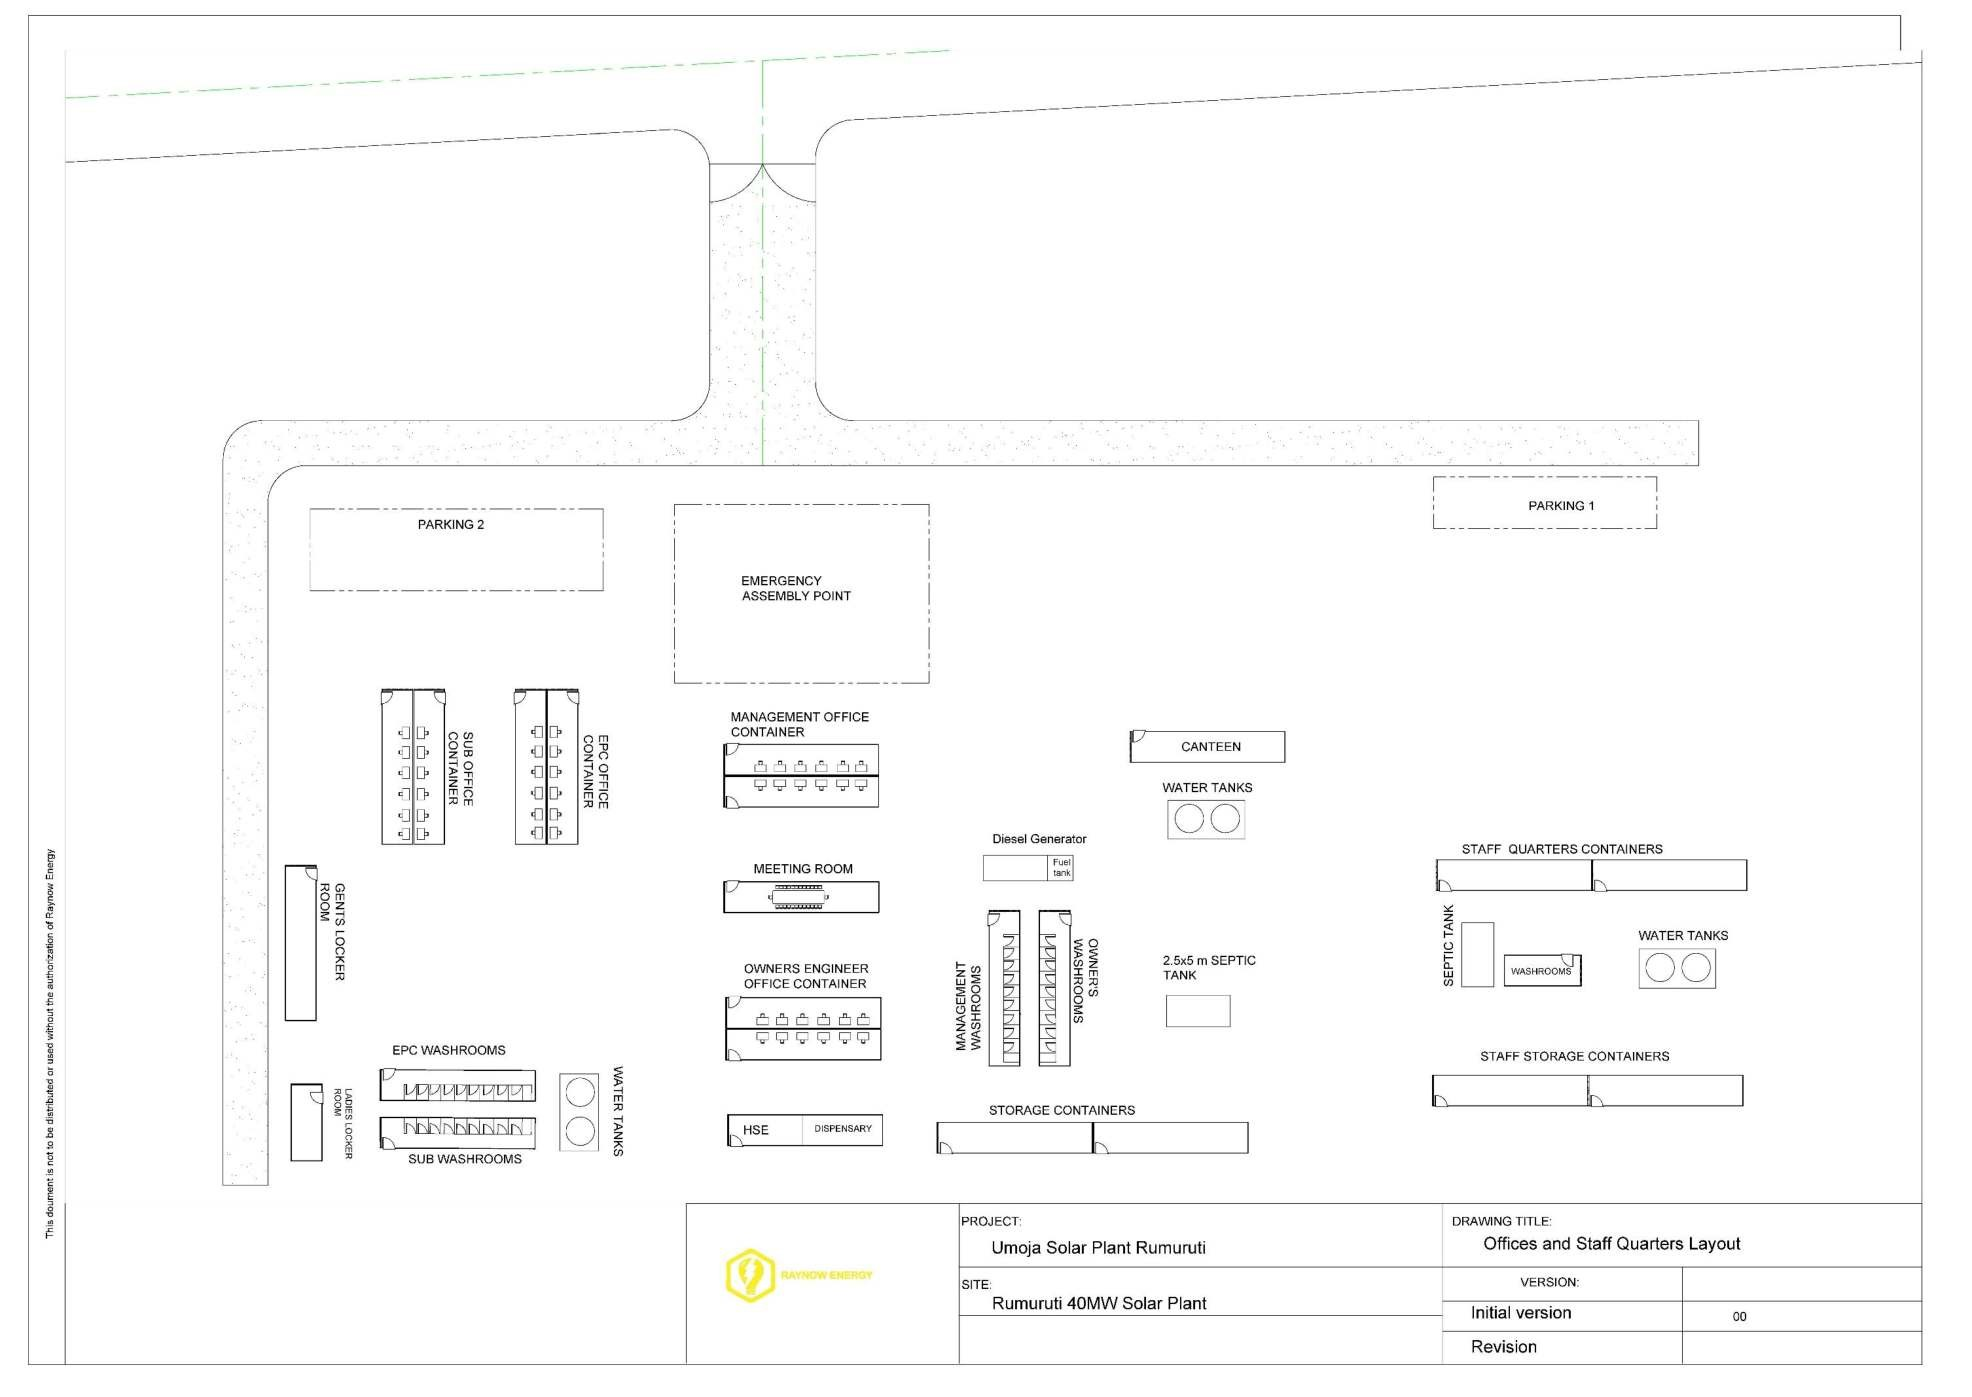 PARKING 1
PARKING 2
EMERGENCY
ASSEMBLY POINT
SUB OFFICE
CONTAINER
EPC OFFICE
CONTAINER
MANAGEMENT OFFICE
CONTAINER
CANTEEN
WATER TANKS
Diesel Generator
Fuel
tank
STAFF QUARTERS CONTAINERS
MEETING ROOM
GENTS LOCKER
ROOM
SEPTIC TANK
WASHROOMS
WATER TANKS
OWNERS ENGINEER
OFFICE CONTAINER
MANAGEMENT
WASHROOMS
OWNER'S
WASHROOMS
2.5x5 m SEPTIC
TANK
EPC WASHROOMS
SUB WASHROOMS
WATER TANKS
LADIES LOCKER
ROOM
STAFF STORAGE CONTAINERS
STORAGE CONTAINERS
HSE
DISPENSARY
This doument is not to be distributed or used without the authorization of Raynow Energy
RAYNOW ENERGY
PROJECT:
Umoja Solar Plant Rumuruti
SITE:
Rumuruti 40MW Solar Plant
DRAWING TITLE:
Offices and Staff Quarters Layout
VERSION:
Initial version
00
Revision